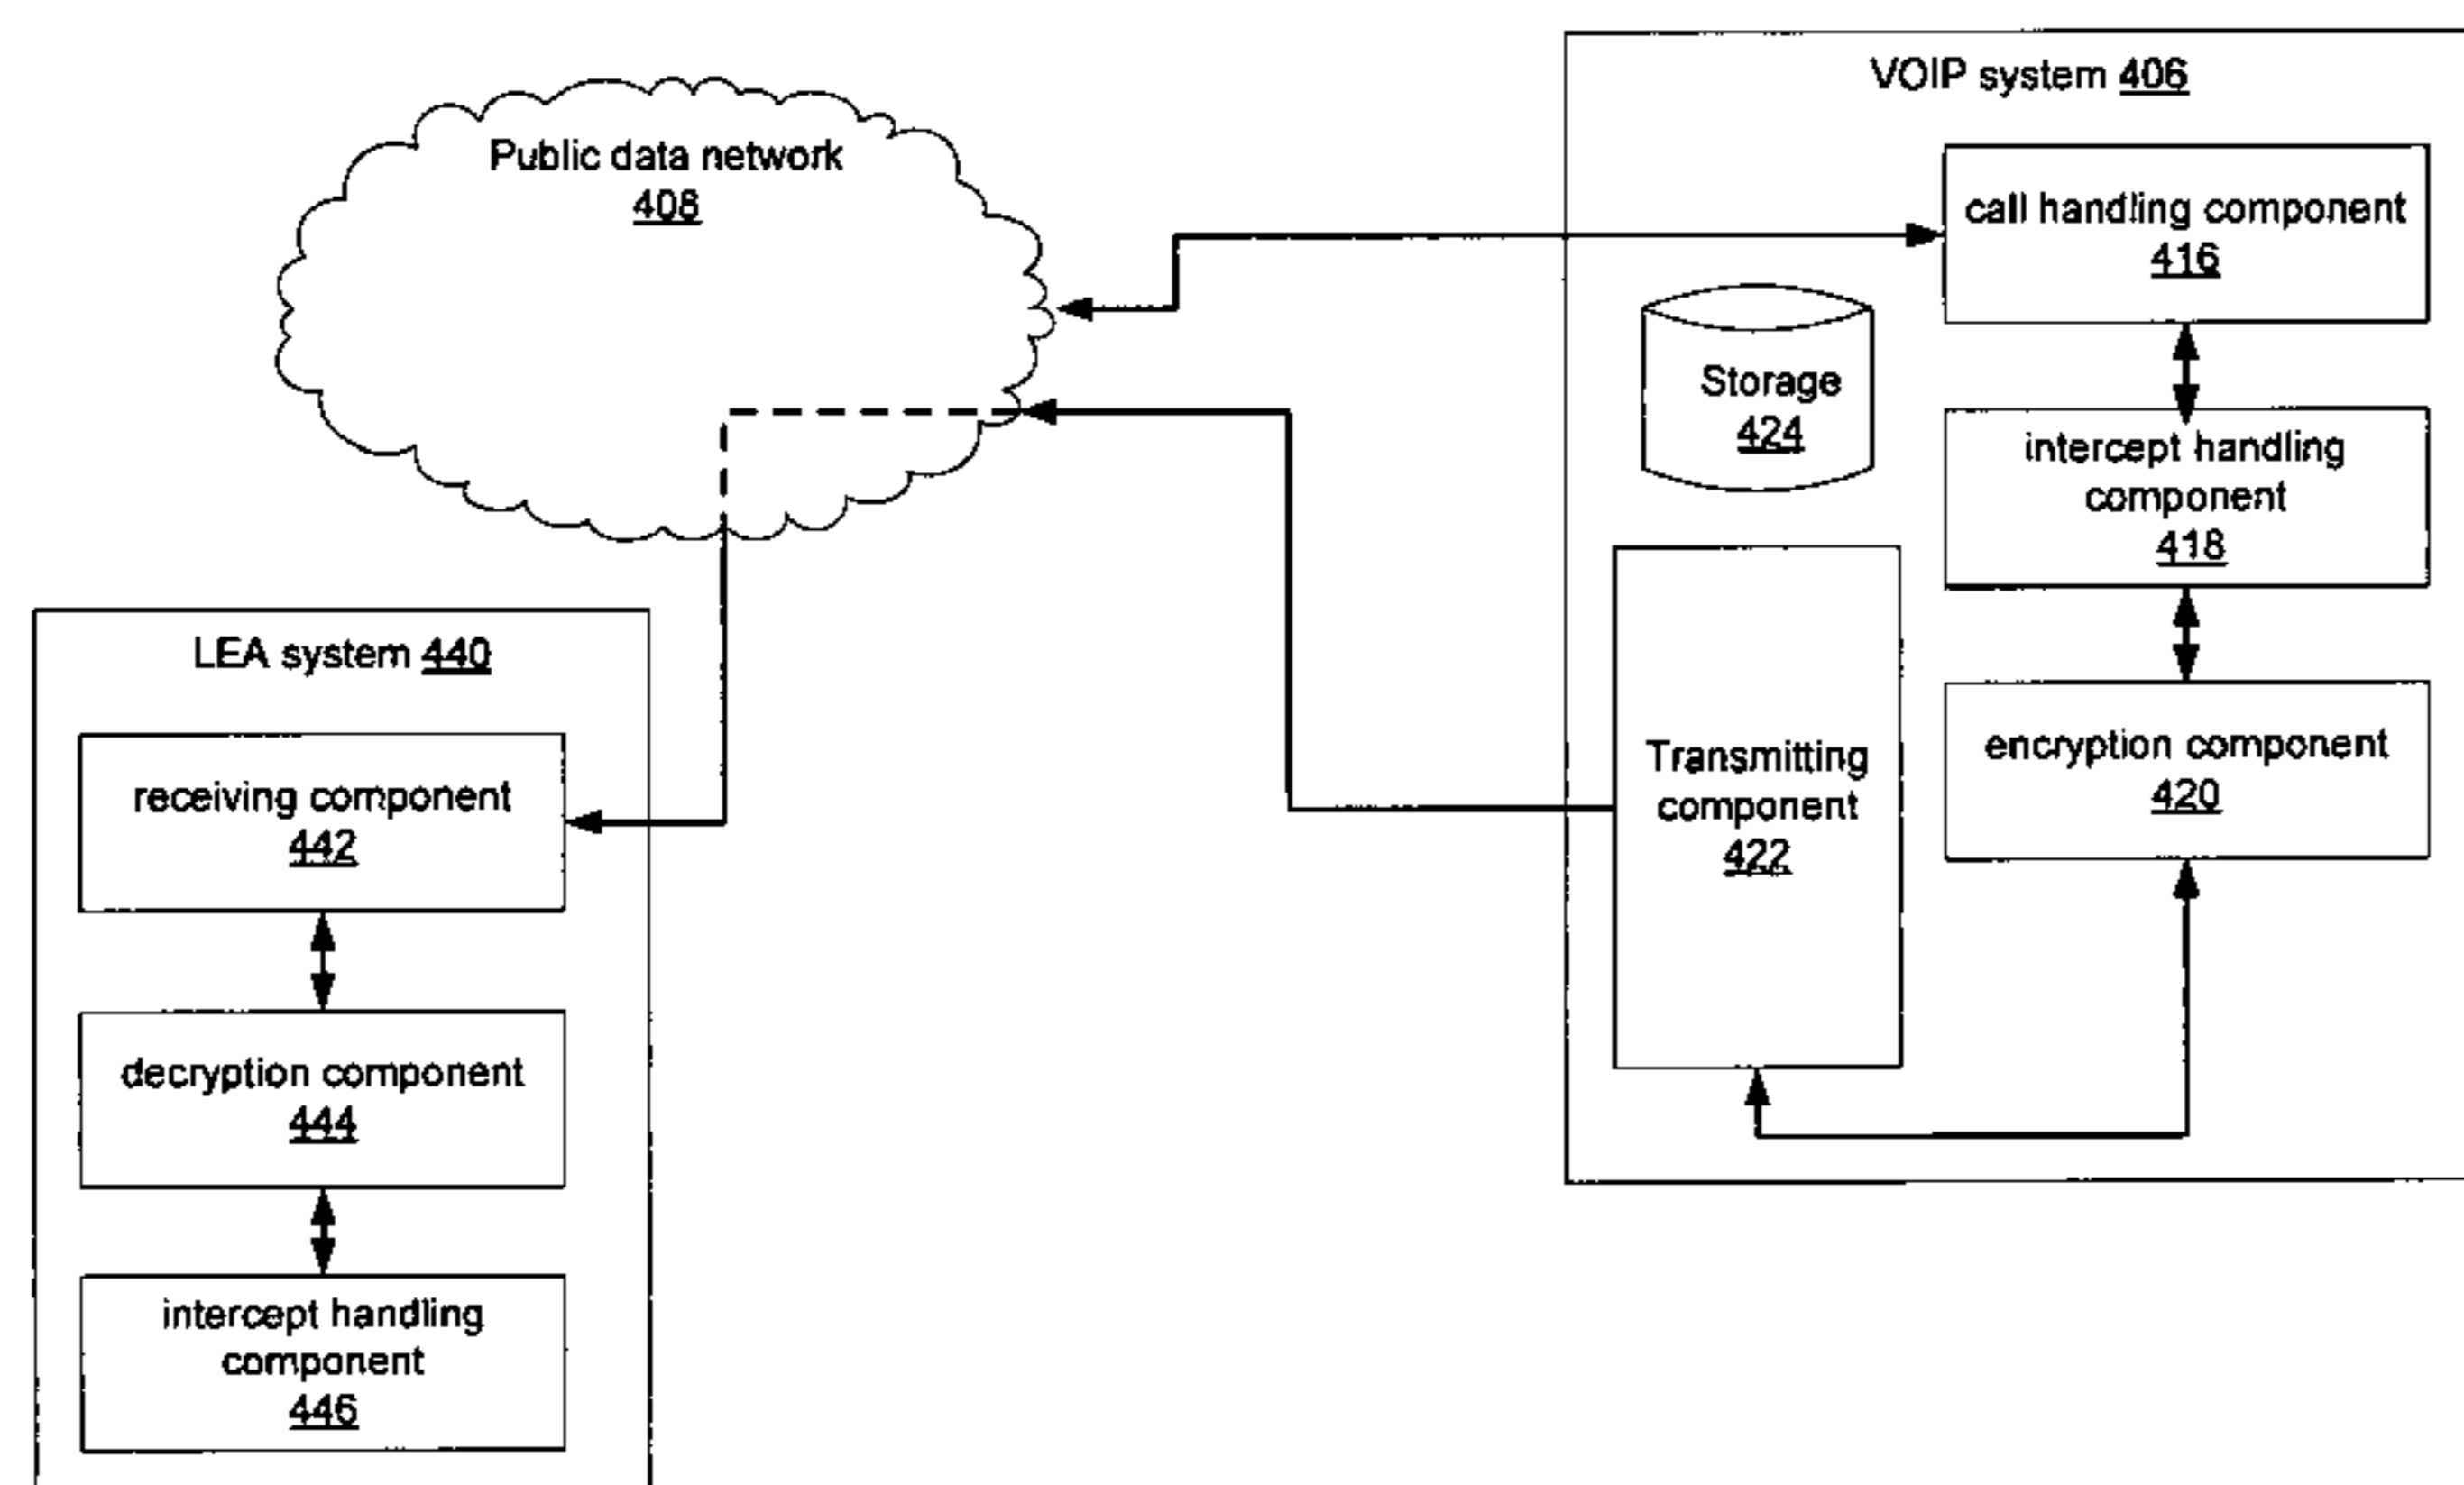 VOIP system 406
Public data network
408
call handling component
416
Storage
424
intercept handling
component
418
Transmitting
component
422
encryption component
420
LEA system 440
receiving component
442
decryption component
444
intercept handling
component
446